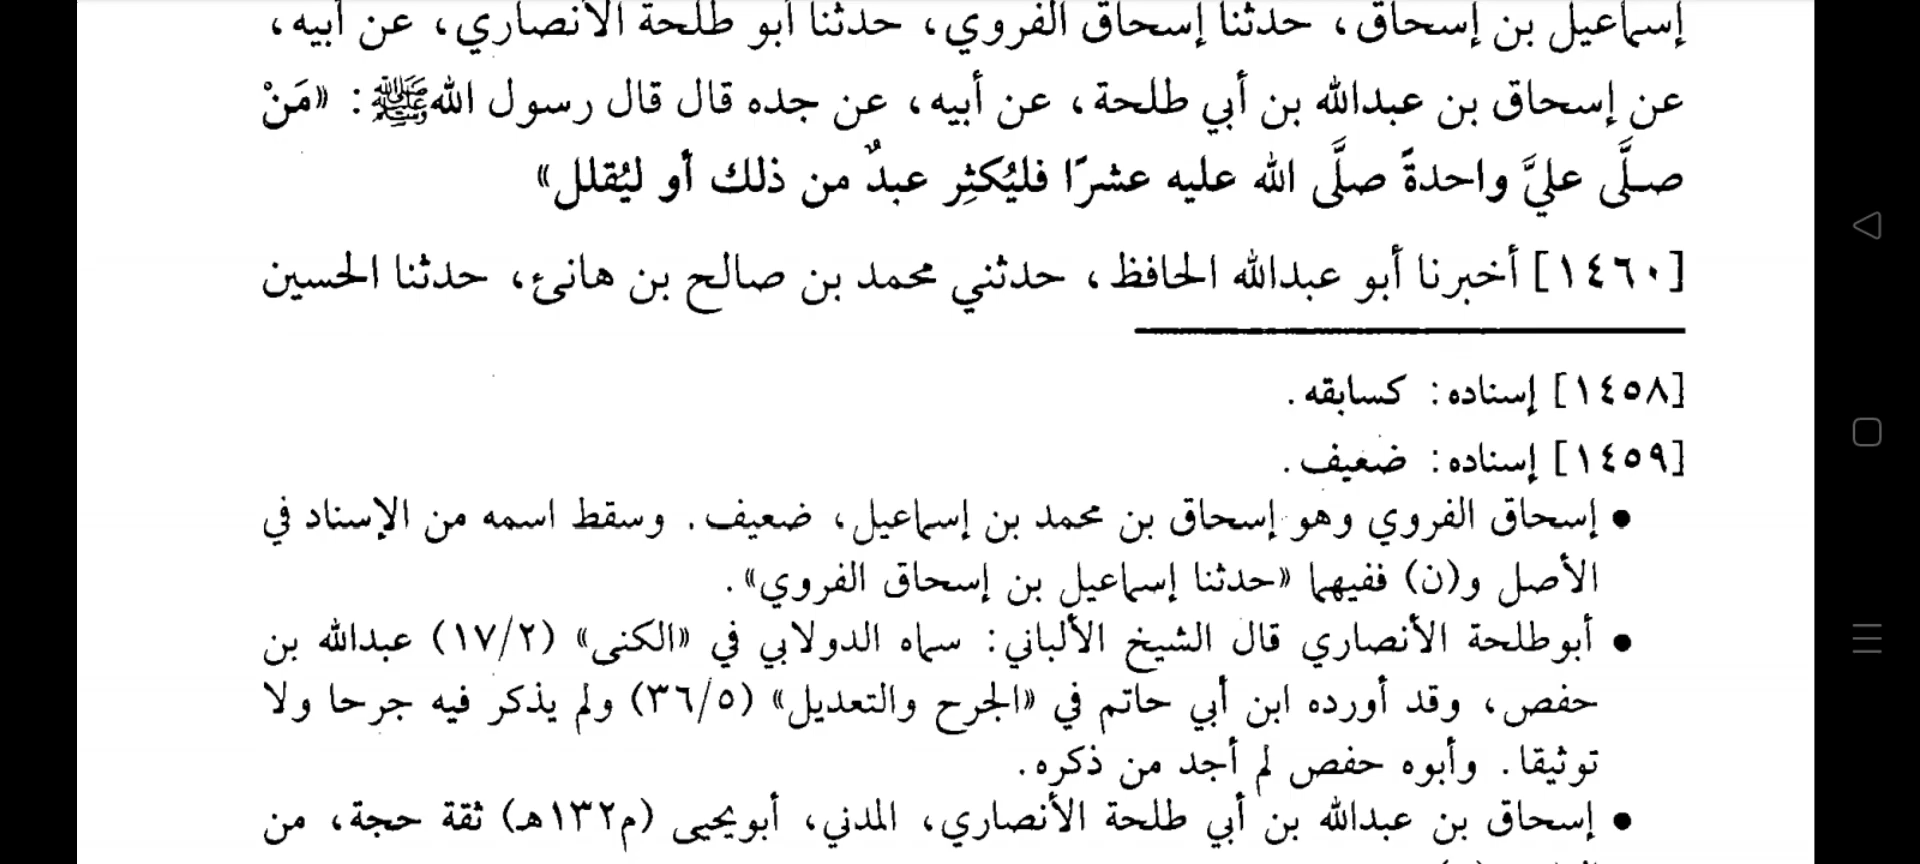 إسماعيل بن إسحاق، حدثنا إسحاق الفروي، حدثنا أبو طلحة الأنصاري، عن أبيه،
عن إسحاق بن عبدالله بن أبي طلحة، عن أبيه، عن جده قال قال رسول الله ﷺ: «مَنْ
صلَّى عليَّ واحدةً صلَّى الله عليه عشرًا فليُكثِر عبدٌ من ذلك أو ليُقلل»
[١٤٦٠] أخبرنا أبو عبدالله الحافظ، حدثني محمد بن صالح بن هانئ، حدثنا الحسين
[١٤٥٨] إسناده: كسابقه.
[١٤٥٩] إسناده: ضعيف.
• إسحاق الفروي وهو إسحاق بن محمد بن إسماعيل، ضعيف. وسقط اسمه من الإسناد في
الأصل و(ن) ففيهما «حدثنا إسماعيل بن إسحاق الفروي».
• أبوطلحة الأنصاري قال الشيخ الألباني: سماه الدولابي في «الكنى» (١٧/٢) عبدالله بن
حفص، وقد أورده ابن أبي حاتم في «الجرح والتعديل» (٣٦/٥) ولم يذكر فيه جرحا ولا
توثيقا. وأبوه حفص لم أجد من ذكره.
• إسحاق بن عبدالله بن أبي طلحة الأنصاري، المدني، أبويحيى (م١٣٢هـ) ثقة حجة، من